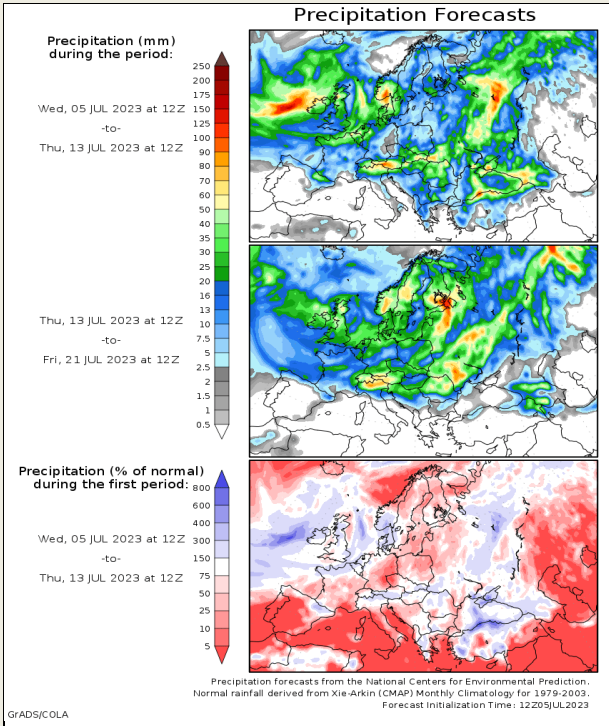 Precipitation Forecasts
Precipitation (mm)
during the period:
Wed, 05 JUL 2023 at 12Z
-to-
Thu, 13 JUL 2023 at 12Z
250
200
175
150
125
100
90
80
70
60
50
40
35
30
25
20
16
13
10
7.5
5
2.5
2
1.5
1
0.5
Thu, 13 JUL 2023 at 12Z
-to-
Fri, 21 JUL 2023 at 12Z
Precipitation (% of normal)
during the first period:
Wed, 05 JUL 2023 at 12Z
-to-
Thu, 13 JUL 2023 at 12Z
800
600
400
300
150
75
50
25
10
5
Precipitation forecasts from the National Centers for Environmental Prediction.
Normal rainfall derived from Xie-Arkin (CMAP) Monthly Climatology for 1979-2003.
Forecast Initialization Time: 12Z05JUL2023
GrADS/COLA